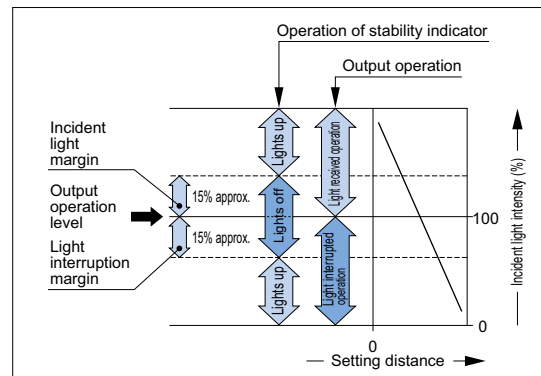 Operation of stability indicator
Output operation
Incident
light
margin
Output
operation
level
Light
interruption
margin
15% approx.
15% approx.
Lights up
Lights off
Lights up
Light received operation
Light interrupted
operation
100
0
0
Setting distance
Incident light intensity (%)